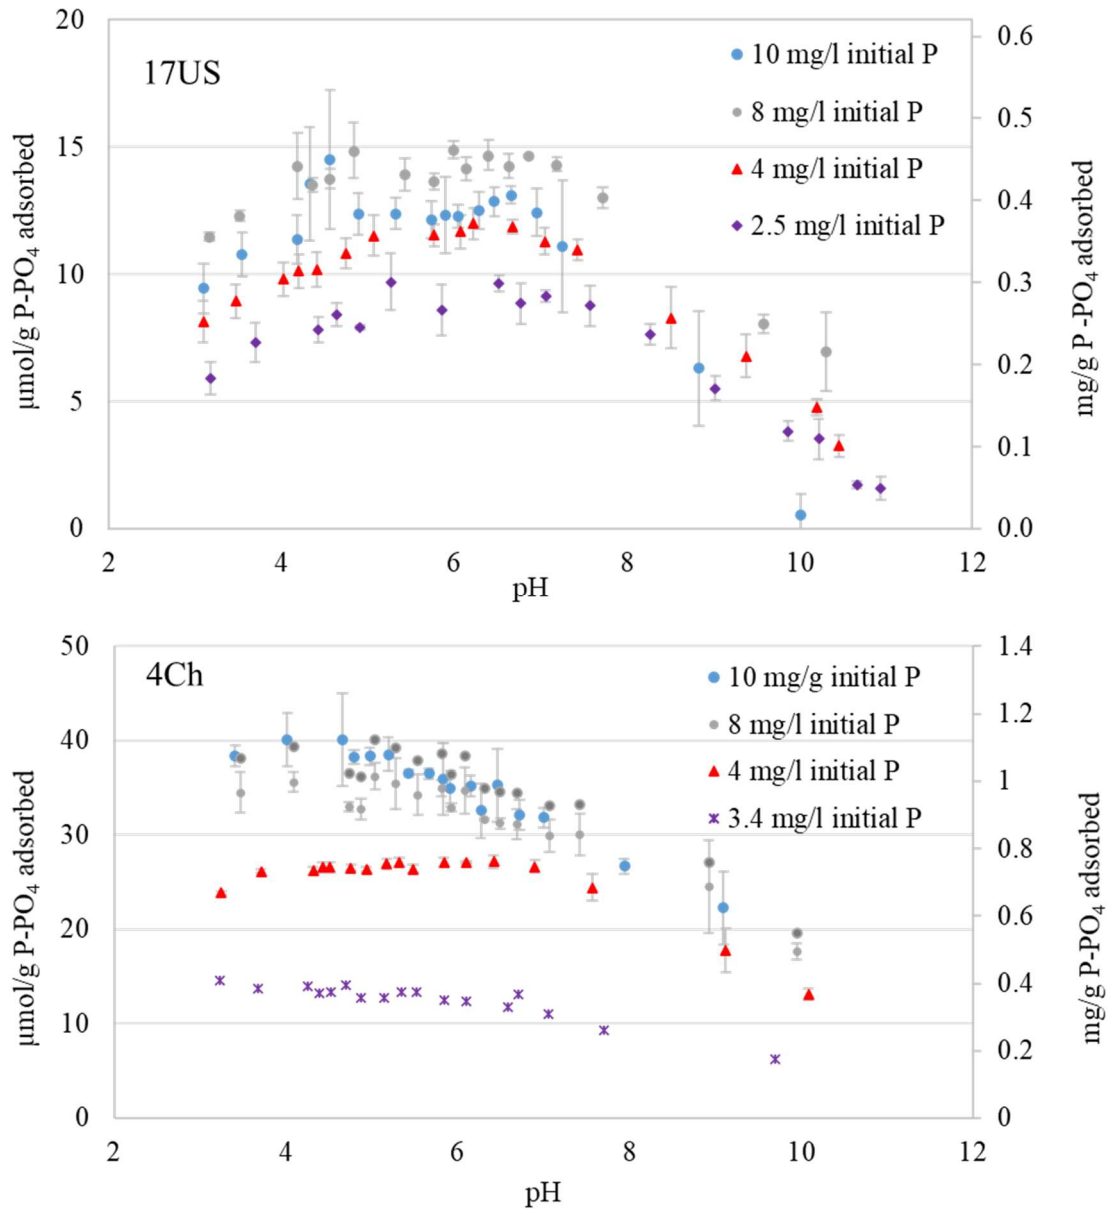 17US
10 mg/l initial P
8 mg/l initial P
4 mg/l initial P
2.5 mg/l initial P
µmol/g P-PO₄ adsorbed
20
15
10
5
0
mg/g P -PO₄ adsorbed
0.6
0.5
0.4
0.3
0.2
0.1
0.0
2 4 6 8 10 12
pH
4Ch
10 mg/g initial P
8 mg/l initial P
4 mg/l initial P
3.4 mg/l initial P
µmol/g P-PO₄ adsorbed
50
40
30
20
10
0
mg/g P-PO₄ adsorbed
1.4
1.2
1
0.8
0.6
0.4
0.2
0
2 4 6 8 10 12
pH